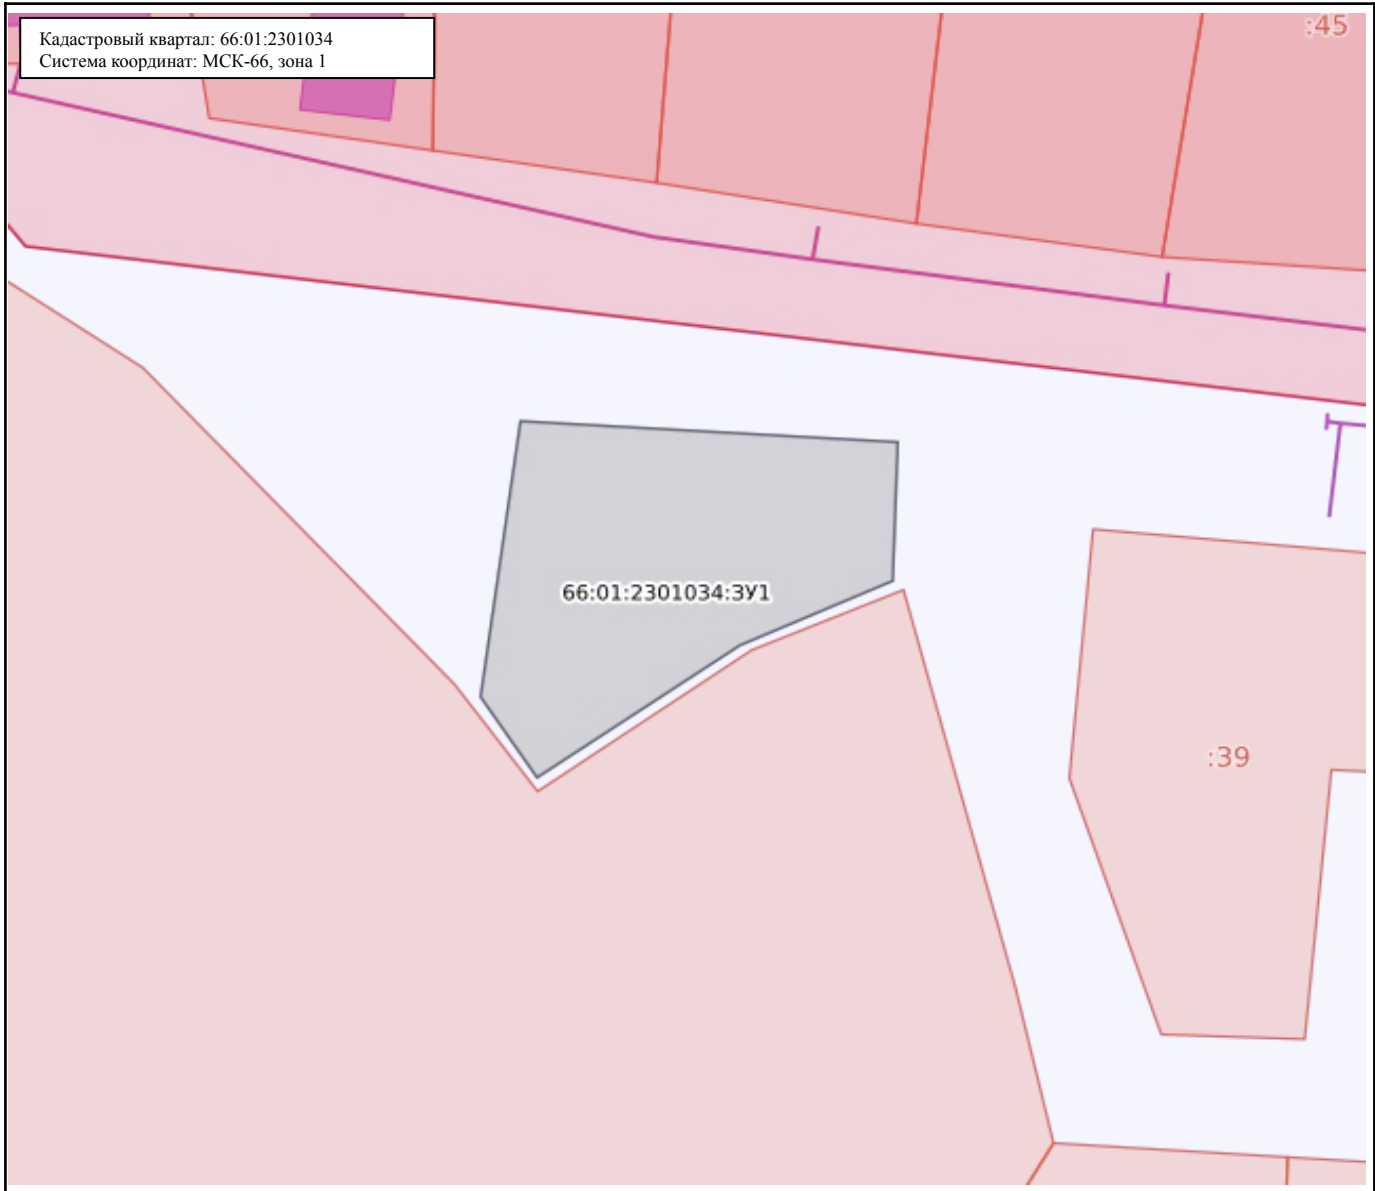 Кадастровый квартал: 66:01:2301034
Система координат: МСК-66, зона 1
:45
66:01:2301034:ЗУ1
:39